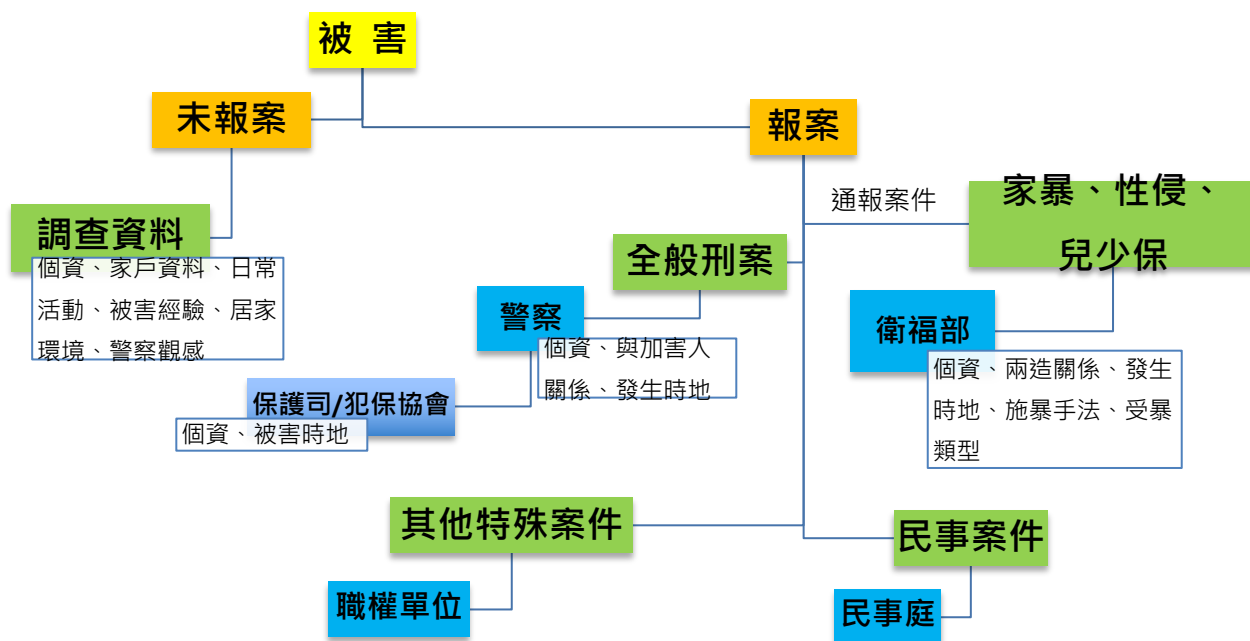 被 害
未報案
報案
通報案件
家暴、性侵、
兒少保
調查資料
個資、家戶資料、日常
活動、被害經驗、居家
環境、警察觀感
全般刑案
警察
個資、與加害人
關係、發生時地
保護司/犯保協會
個資、被害時地
衛福部
個資、兩造關係、發生
時地、施暴手法、受暴
類型
其他特殊案件
職權單位
民事案件
民事庭